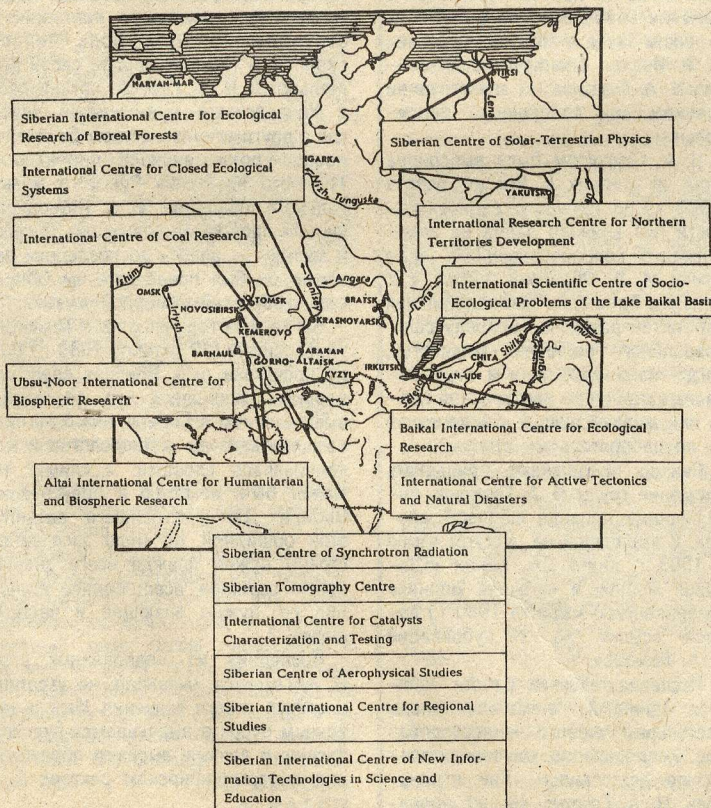 NARYAN-MAR
TIKSI
Lena
Siberian International Centre for Ecological
Research of Boreal Forests
International Centre for Closed Ecological
Systems
Siberian Centre of Solar-Terrestrial Physics
IGARKA
Nizh Tunguska
YAKUTSK
International Centre of Coal Research
International Research Centre for Northern
Territories Development
International Scientific Centre of Socio-
Ecological Problems of the Lake Baikal Basin
Ishim
OMSK
Irtysh
NOVOSIBIRSK
TOMSK
KEMEROVO
Yenisey
Angara
BRATSK
Lena
KRASNOYARSK
BARNAUL
GORNO-ALTAISK
ABAKAN
KYZYL
IRKUTSK
Selenga
ULAN-UDE
CHITA
Shilka
Argun
Amur
Ubsu-Noor International Centre for
Biospheric Research
Baikal International Centre for Ecological
Research
International Centre for Active Tectonics
and Natural Disasters
Altai International Centre for Humanitarian
and Biospheric Research
Siberian Centre of Synchrotron Radiation
Siberian Tomography Centre
International Centre for Catalysts
Characterization and Testing
Siberian Centre of Aerophysical Studies
Siberian International Centre for Regional
Studies
Siberian International Centre of New Infor-
mation Technologies in Science and
Education